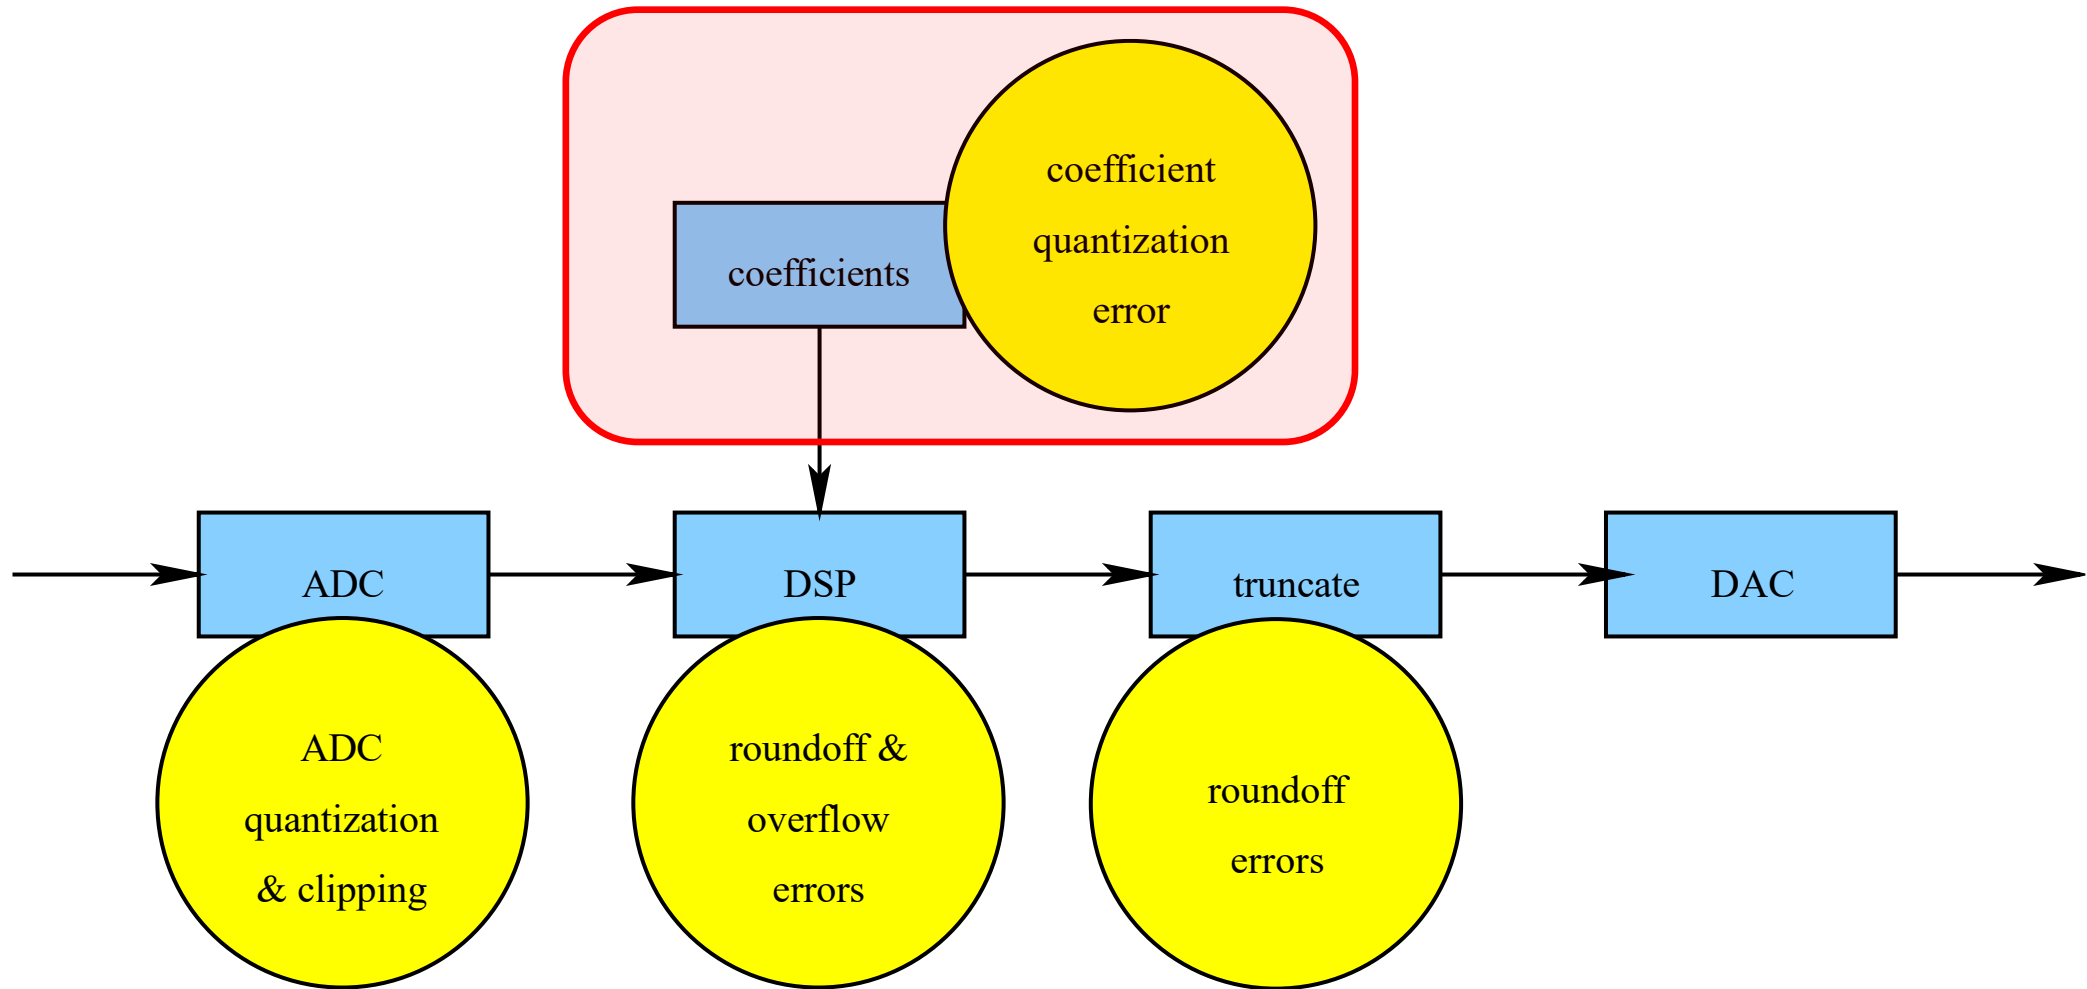 coefficient
quantization
error
coefficients
ADC
DSP
truncate
DAC
ADC
quantization
& clipping
roundoff &
overflow
errors
roundoff
errors